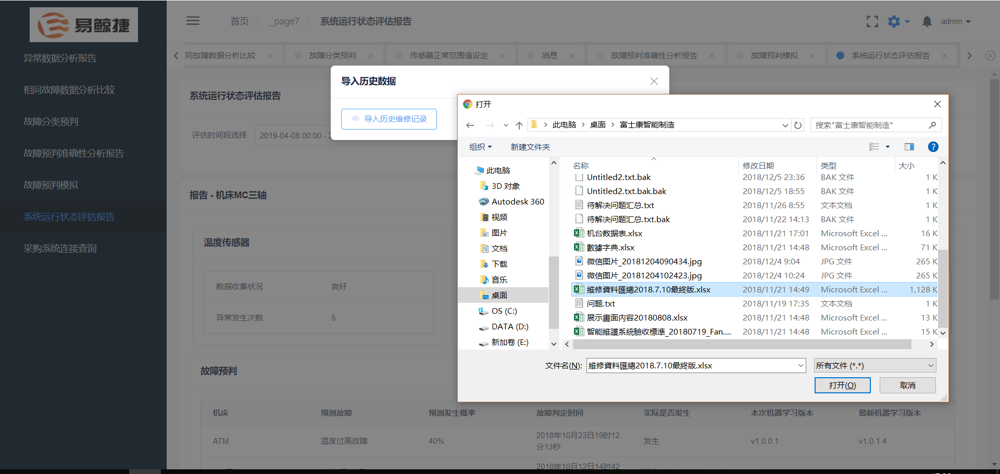 易鲸捷
异常数据分析报告
相同故障数据分析比较
故障分类预判
故障预判准确性分析报告
故障预判模拟
系统运行状态评估报告
采购系统连接查询
首页 / _page7 / 系统运行状态评估报告
admin
同故障数据分析比较
故障分类预判
传感器正常范围值设定
消息
故障预判准确性分析报告
故障预判模拟
系统运行状态评估报告
系统运行状态评估报告
评估时间段选择
2019-04-08 00:00 -
报告 - 机床MC三轴
温度传感器
数据收集状况 良好
异常发生次数 5
故障预判
机床 预测故障 预测发生概率 故障判定时间 实际是否发生 本次机器学习版本 最新机器学习版本
ATM 温度过高故障 40% 2018年10月23日19时12 发生 v1.0.0.1 v1.0.1.4
分13秒
2018年10月12日14时42
导入历史数据
导入历史维修记录
打开
此电脑 桌面 富士康智能制造
搜索"富士康智能制造"
组织
新建文件夹
此电脑
3D 对象
Autodesk 360
视频
图片
文档
下载
音乐
桌面
OS (C:)
DATA (D:)
新加卷 (E:)
名称 修改日期 类型 大小
Untitled2.txt.bak 2018/12/5 23:36 BAK 文件 1 K
Untitled2.txt.bak.bak 2018/12/5 18:55 BAK 文件 1 K
待解决问题汇总.txt 2018/11/26 8:55 文本文档 1 K
待解决问题汇总.txt.bak 2018/11/22 14:13 BAK 文件 1 K
机台数据表.xlsx 2018/11/21 17:01 Microsoft Excel ... 16 K
數據字典.xlsx 2018/11/21 14:48 Microsoft Excel ... 71 K
微信图片_20181204090434.jpg 2018/12/4 9:04 JPG 文件 265 K
微信图片_20181204102423.jpg 2018/12/4 10:24 JPG 文件 265 K
維修資料匯總2018.7.10最終版.xlsx 2018/11/21 14:49 Microsoft Excel ... 1,128 K
问题.txt 2018/11/19 17:35 文本文档 1 K
展示畫面内容20180808.xlsx 2018/11/21 14:48 Microsoft Excel ... 13 K
智能維護系統驗收標準_20180719_Fan.... 2018/11/21 14:48 Microsoft Excel ... 15 K
文件名(N): 維修資料匯總2018.7.10最終版.xlsx
所有文件 (*.*)
打开(O)
取消